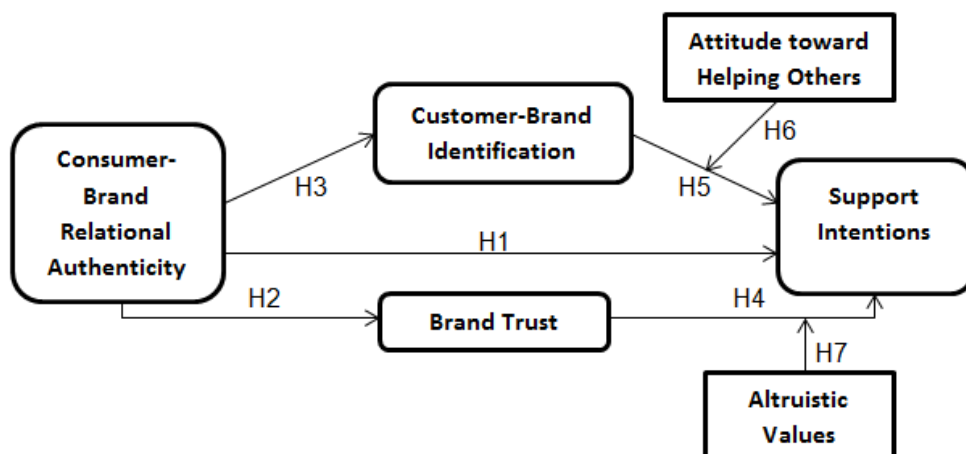 Attitude toward
Helping Others
H6
Customer-Brand
Identification
Consumer-
Brand
Relational
Authenticity
H3
H5
Support
Intentions
H1
H2
Brand Trust
H4
H7
Altruistic
Values